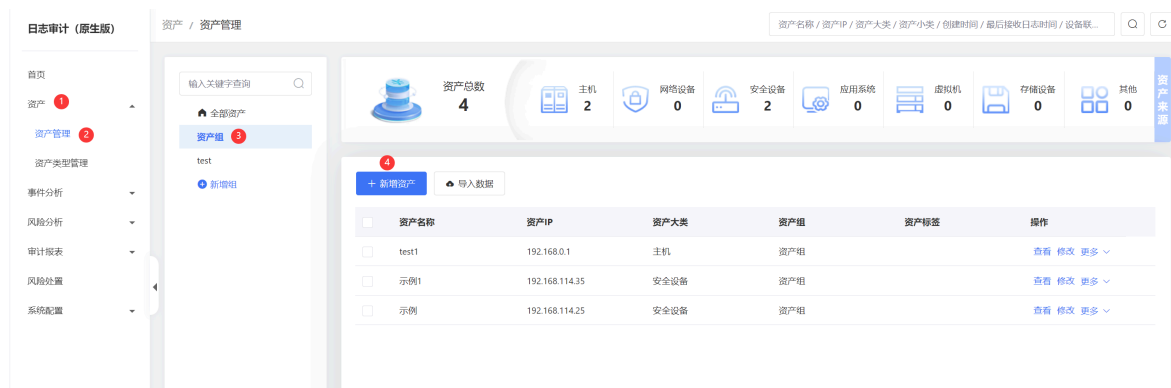 日志审计（原生版）
资产 / 资产管理
资产名称 / 资产IP / 资产大类 / 资产小类 / 创建时间 / 最后接收日志时间 / 设备联...
首页
资产 1
资产管理 2
资产类型管理
事件分析
风险分析
审计报表
风险处置
系统配置
输入关键字查询
全部资产
资产组 3
test
新增组
资产总数
4
主机
2
网络设备
0
安全设备
2
应用系统
0
虚拟机
0
存储设备
0
其他
0
资产来源
4
+ 新增资产
导入数据
资产名称 资产IP 资产大类 资产组 资产标签 操作
test1 192.168.0.1 主机 资产组 查看 修改 更多
示例1 192.168.114.35 安全设备 资产组 查看 修改 更多
示例 192.168.114.25 安全设备 资产组 查看 修改 更多